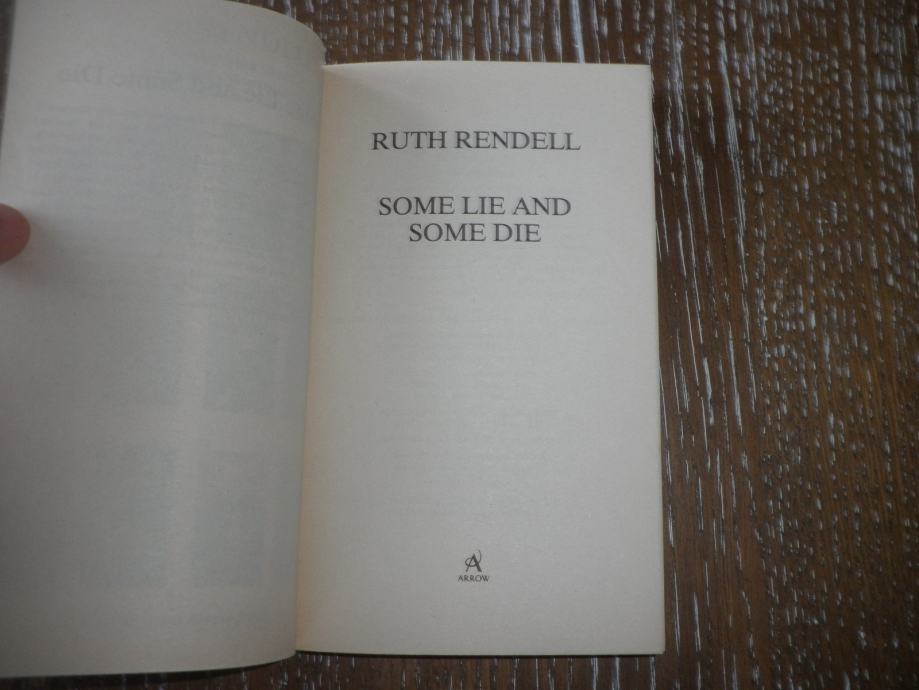 RUTH RENDELL
SOME LIE AND
SOME DIE
A
ARROW